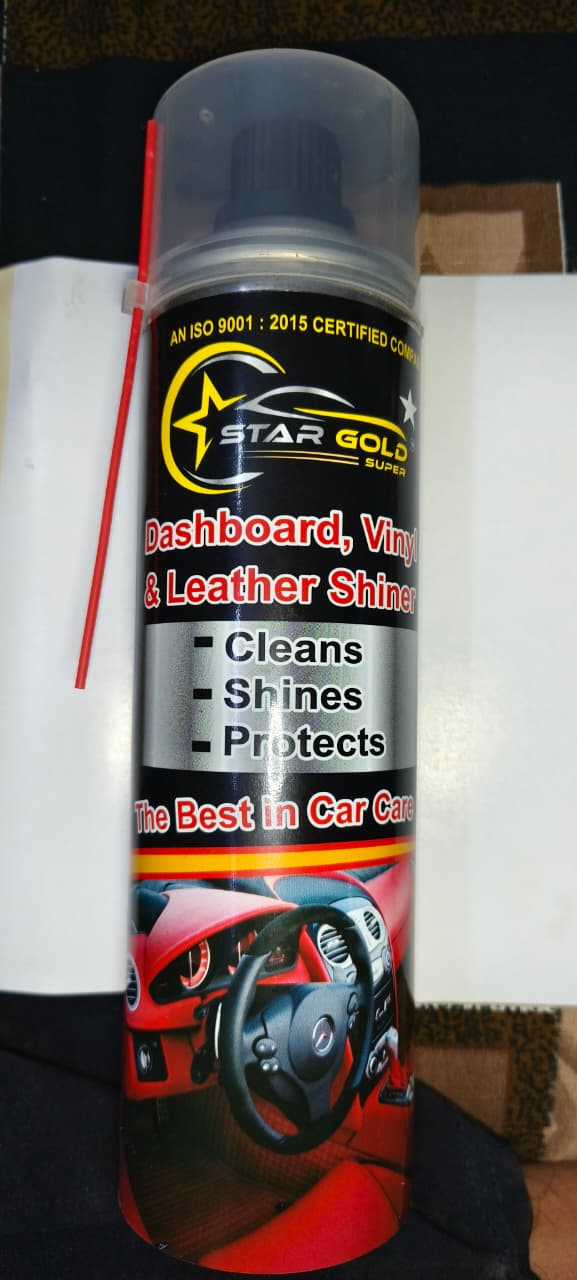 AN ISO 9001 : 2015 CERTIFIED
STAR GOLD
SUPER
Dashboard, Vinyl
& Leather Shiner
- Cleans
- Shines
- Protects
The Best in Car Care